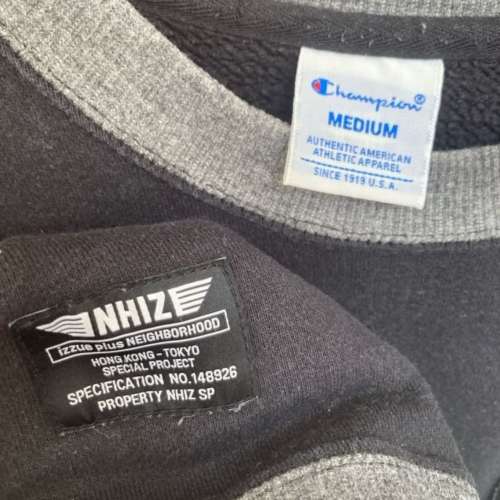 Champion®
MEDIUM
AUTHENTIC AMERICAN
ATHLETIC APPAREL
SINCE 1919 U.S.A.
NHIZ
izzue plus NEIGHBORHOOD
HONG KONG - TOKYO
SPECIAL PROJECT
SPECIFICATION NO.148926
PROPERTY NHIZ SP